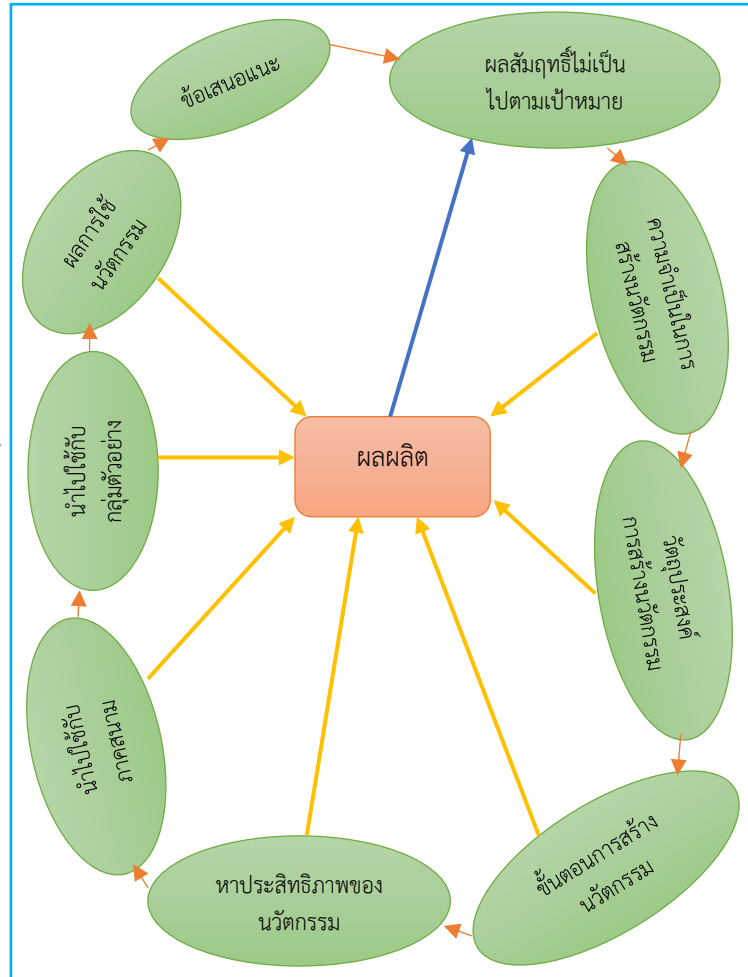 ผลสัมฤทธิ์ไม่เป็น
ไปตามเป้าหมาย
ความจำเป็นในการ
สร้างนวัตกรรม
วัตถุประสงค์
การสร้างนวัตกรรม
ขั้นตอนการสร้าง
นวัตกรรม
หาประสิทธิภาพของ
นวัตกรรม
นำไปใช้กับ
ภาคสนาม
นำไปใช้กับ
กลุ่มตัวอย่าง
ผลการใช้
นวัตกรรม
ข้อเสนอแนะ
ผลผลิต